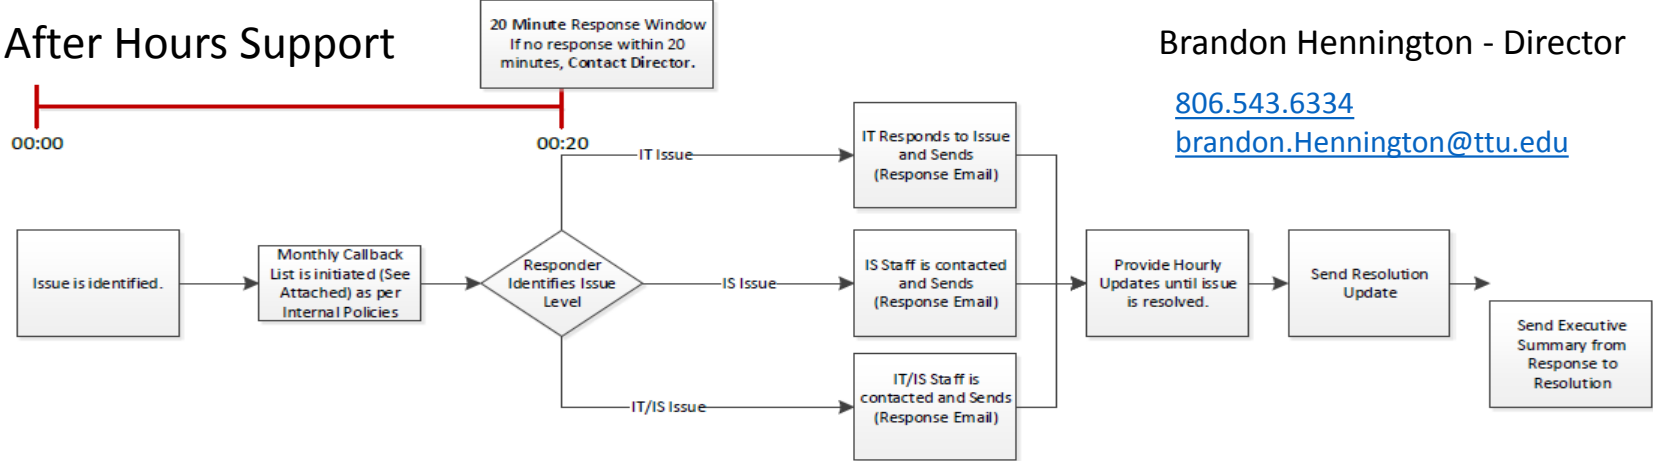 After Hours Support
20 Minute Response Window
If no response within 20
minutes, Contact Director.
Brandon Hennington - Director
806.543.6334
brandon.Hennington@ttu.edu
00:00
00:20
IT Issue
IT Responds to Issue
and Sends
(Response Email)
Issue is identified.
Monthly Callback
List is initiated (See
Attached) as per
Internal Policies
Responder
Identifies Issue
Level
IS Issue
IS Staff is contacted
and Sends
(Response Email)
Provide Hourly
Updates until issue
is resolved.
Send Resolution
Update
Send Executive
Summary from
Response to
Resolution
IT/IS Issue
IT/IS Staff is
contacted and Sends
(Response Email)